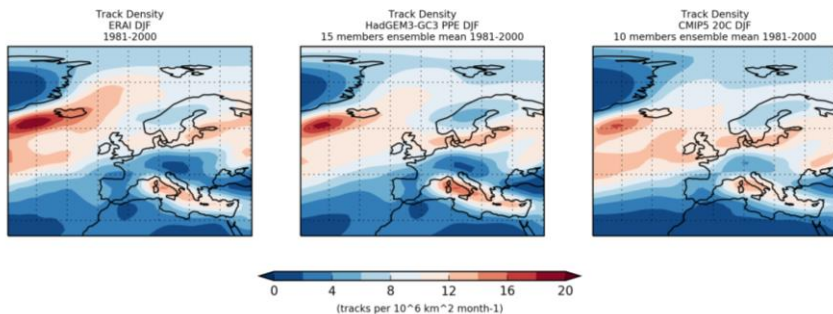 Track Density
ERAI DJF
1981-2000
Track Density
HadGEM3-GC3 PPE DJF
15 members ensemble mean 1981-2000
Track Density
CMIP5 20C DJF
10 members ensemble mean 1981-2000
0 4 8 12 16 20
(tracks per 10^6 km^2 month-1)